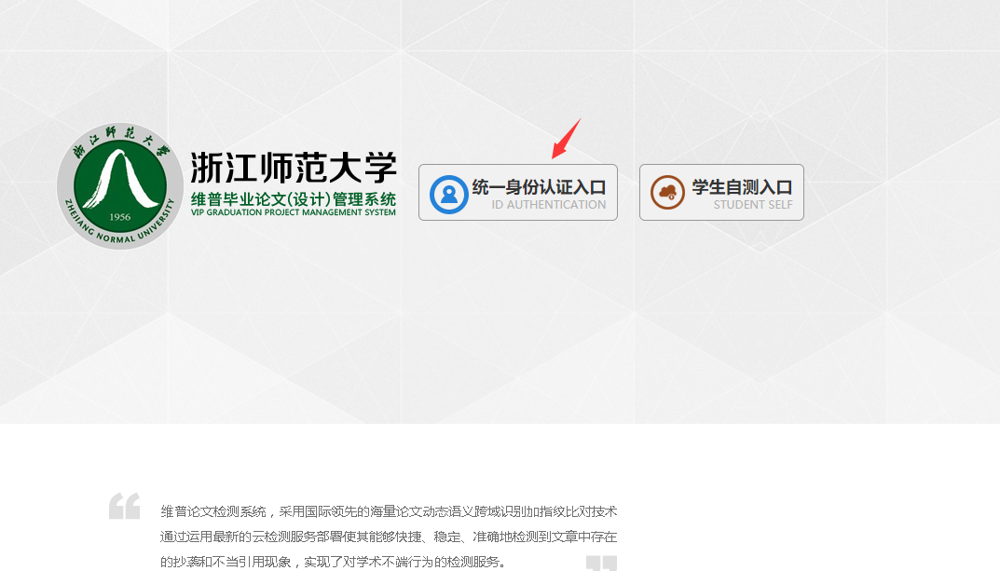 浙江师范大学
ZHEJIANG NORMAL UNIVERSITY
1956
浙江师范大学
维普毕业论文(设计)管理系统
VIP GRADUATION PROJECT MANAGEMENT SYSTEM
统一身份认证入口
ID AUTHENTICATION
学生自测入口
STUDENT SELF
维普论文检测系统，采用国际领先的海量论文动态语义跨域识别加指纹比对技术
通过运用最新的云检测服务部署使其能够快捷、稳定、准确地检测到文章中存在
的抄袭和不当引用现象，实现了对学术不端行为的检测服务。